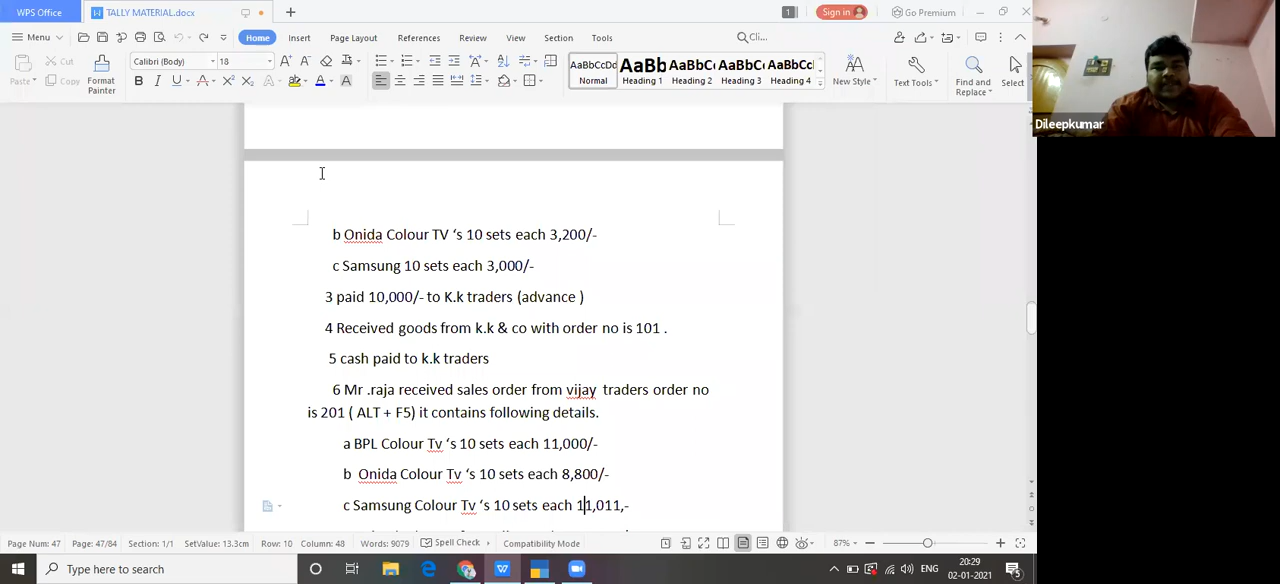 WPS Office
TALLY MATERIAL.docx
1
Sign in
Go Premium
Menu
Home
Insert
Page Layout
References
Review
View
Section
Tools
Cli...
Paste
Cut
Copy
Format
Painter
Calibri (Body)
18
AaBbCcDd
Normal
AaBb
Heading 1
AaBbC
Heading 2
AaBbC
Heading 3
AaBbCc
Heading 4
New Style
Text Tools
Find and
Replace
Select
Dileepkumar
b Onida Colour TV ‘s 10 sets each 3,200/-
c Samsung 10 sets each 3,000/-
3 paid 10,000/- to K.k traders (advance )
4 Received goods from k.k & co with order no is 101 .
5 cash paid to k.k traders
6 Mr .raja received sales order from vijay traders order no
is 201 ( ALT + F5) it contains following details.
a BPL Colour Tv ‘s 10 sets each 11,000/-
b Onida Colour Tv ‘s 10 sets each 8,800/-
c Samsung Colour Tv ‘s 10 sets each 11,011,-
Page Num: 47 Page: 47/84 Section: 1/1 SetValue: 13.3cm Row: 10 Column: 48 Words: 9079 Spell Check Compatibility Mode 87%
Type here to search
ENG
20:29
02-01-2021
5